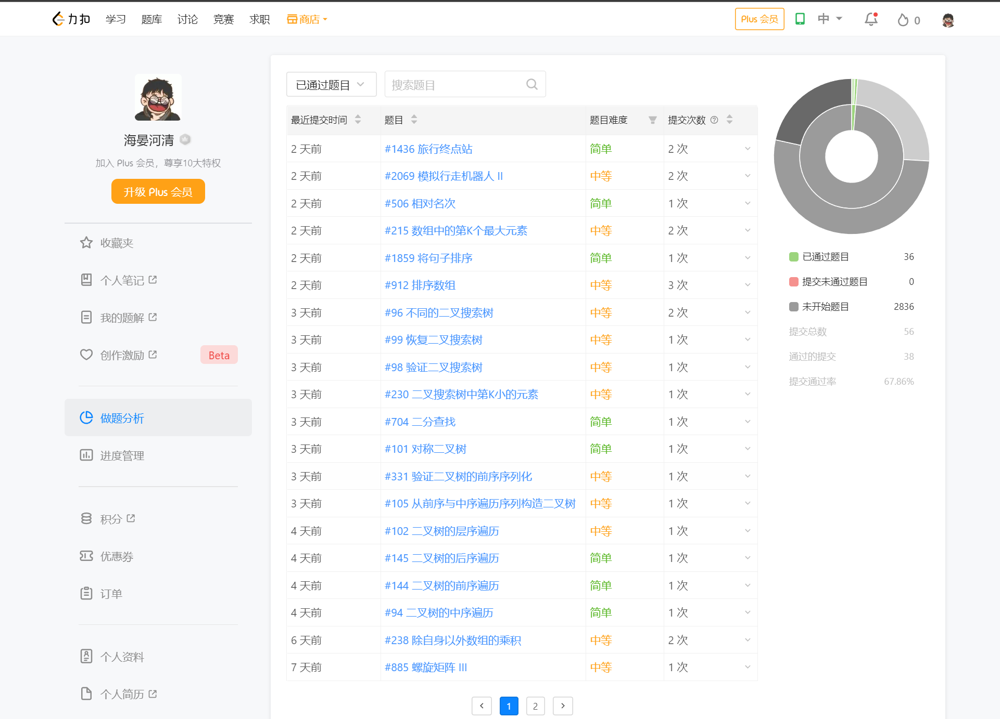 力扣 学习 题库 讨论 竞赛 求职 商店 Plus 会员 中 0
海晏河清
加入 Plus 会员，尊享10大特权
升级 Plus 会员
收藏夹
个人笔记
我的题解
创作激励 Beta
做题分析
进度管理
积分
优惠券
订单
个人资料
个人简历
已通过题目 搜索题目
最近提交时间 题目 题目难度 提交次数
2 天前 #1436 旅行终点站 简单 2 次
2 天前 #2069 模拟行走机器人 II 中等 2 次
2 天前 #506 相对名次 简单 1 次
2 天前 #215 数组中的第K个最大元素 中等 2 次
2 天前 #1859 将句子排序 简单 1 次
2 天前 #912 排序数组 中等 3 次
3 天前 #96 不同的二叉搜索树 中等 2 次
3 天前 #99 恢复二叉搜索树 中等 1 次
3 天前 #98 验证二叉搜索树 中等 1 次
3 天前 #230 二叉搜索树中第K小的元素 中等 1 次
3 天前 #704 二分查找 简单 1 次
3 天前 #101 对称二叉树 简单 1 次
3 天前 #331 验证二叉树的前序序列化 中等 1 次
3 天前 #105 从前序与中序遍历序列构造二叉树 中等 1 次
4 天前 #102 二叉树的层序遍历 中等 1 次
4 天前 #145 二叉树的后序遍历 简单 1 次
4 天前 #144 二叉树的前序遍历 简单 1 次
4 天前 #94 二叉树的中序遍历 简单 1 次
6 天前 #238 除自身以外数组的乘积 中等 2 次
7 天前 #885 螺旋矩阵 III 中等 1 次
1 2
已通过题目 36
提交未通过题目 0
未开始题目 2836
提交总数 56
通过的提交 38
提交通过率 67.86%